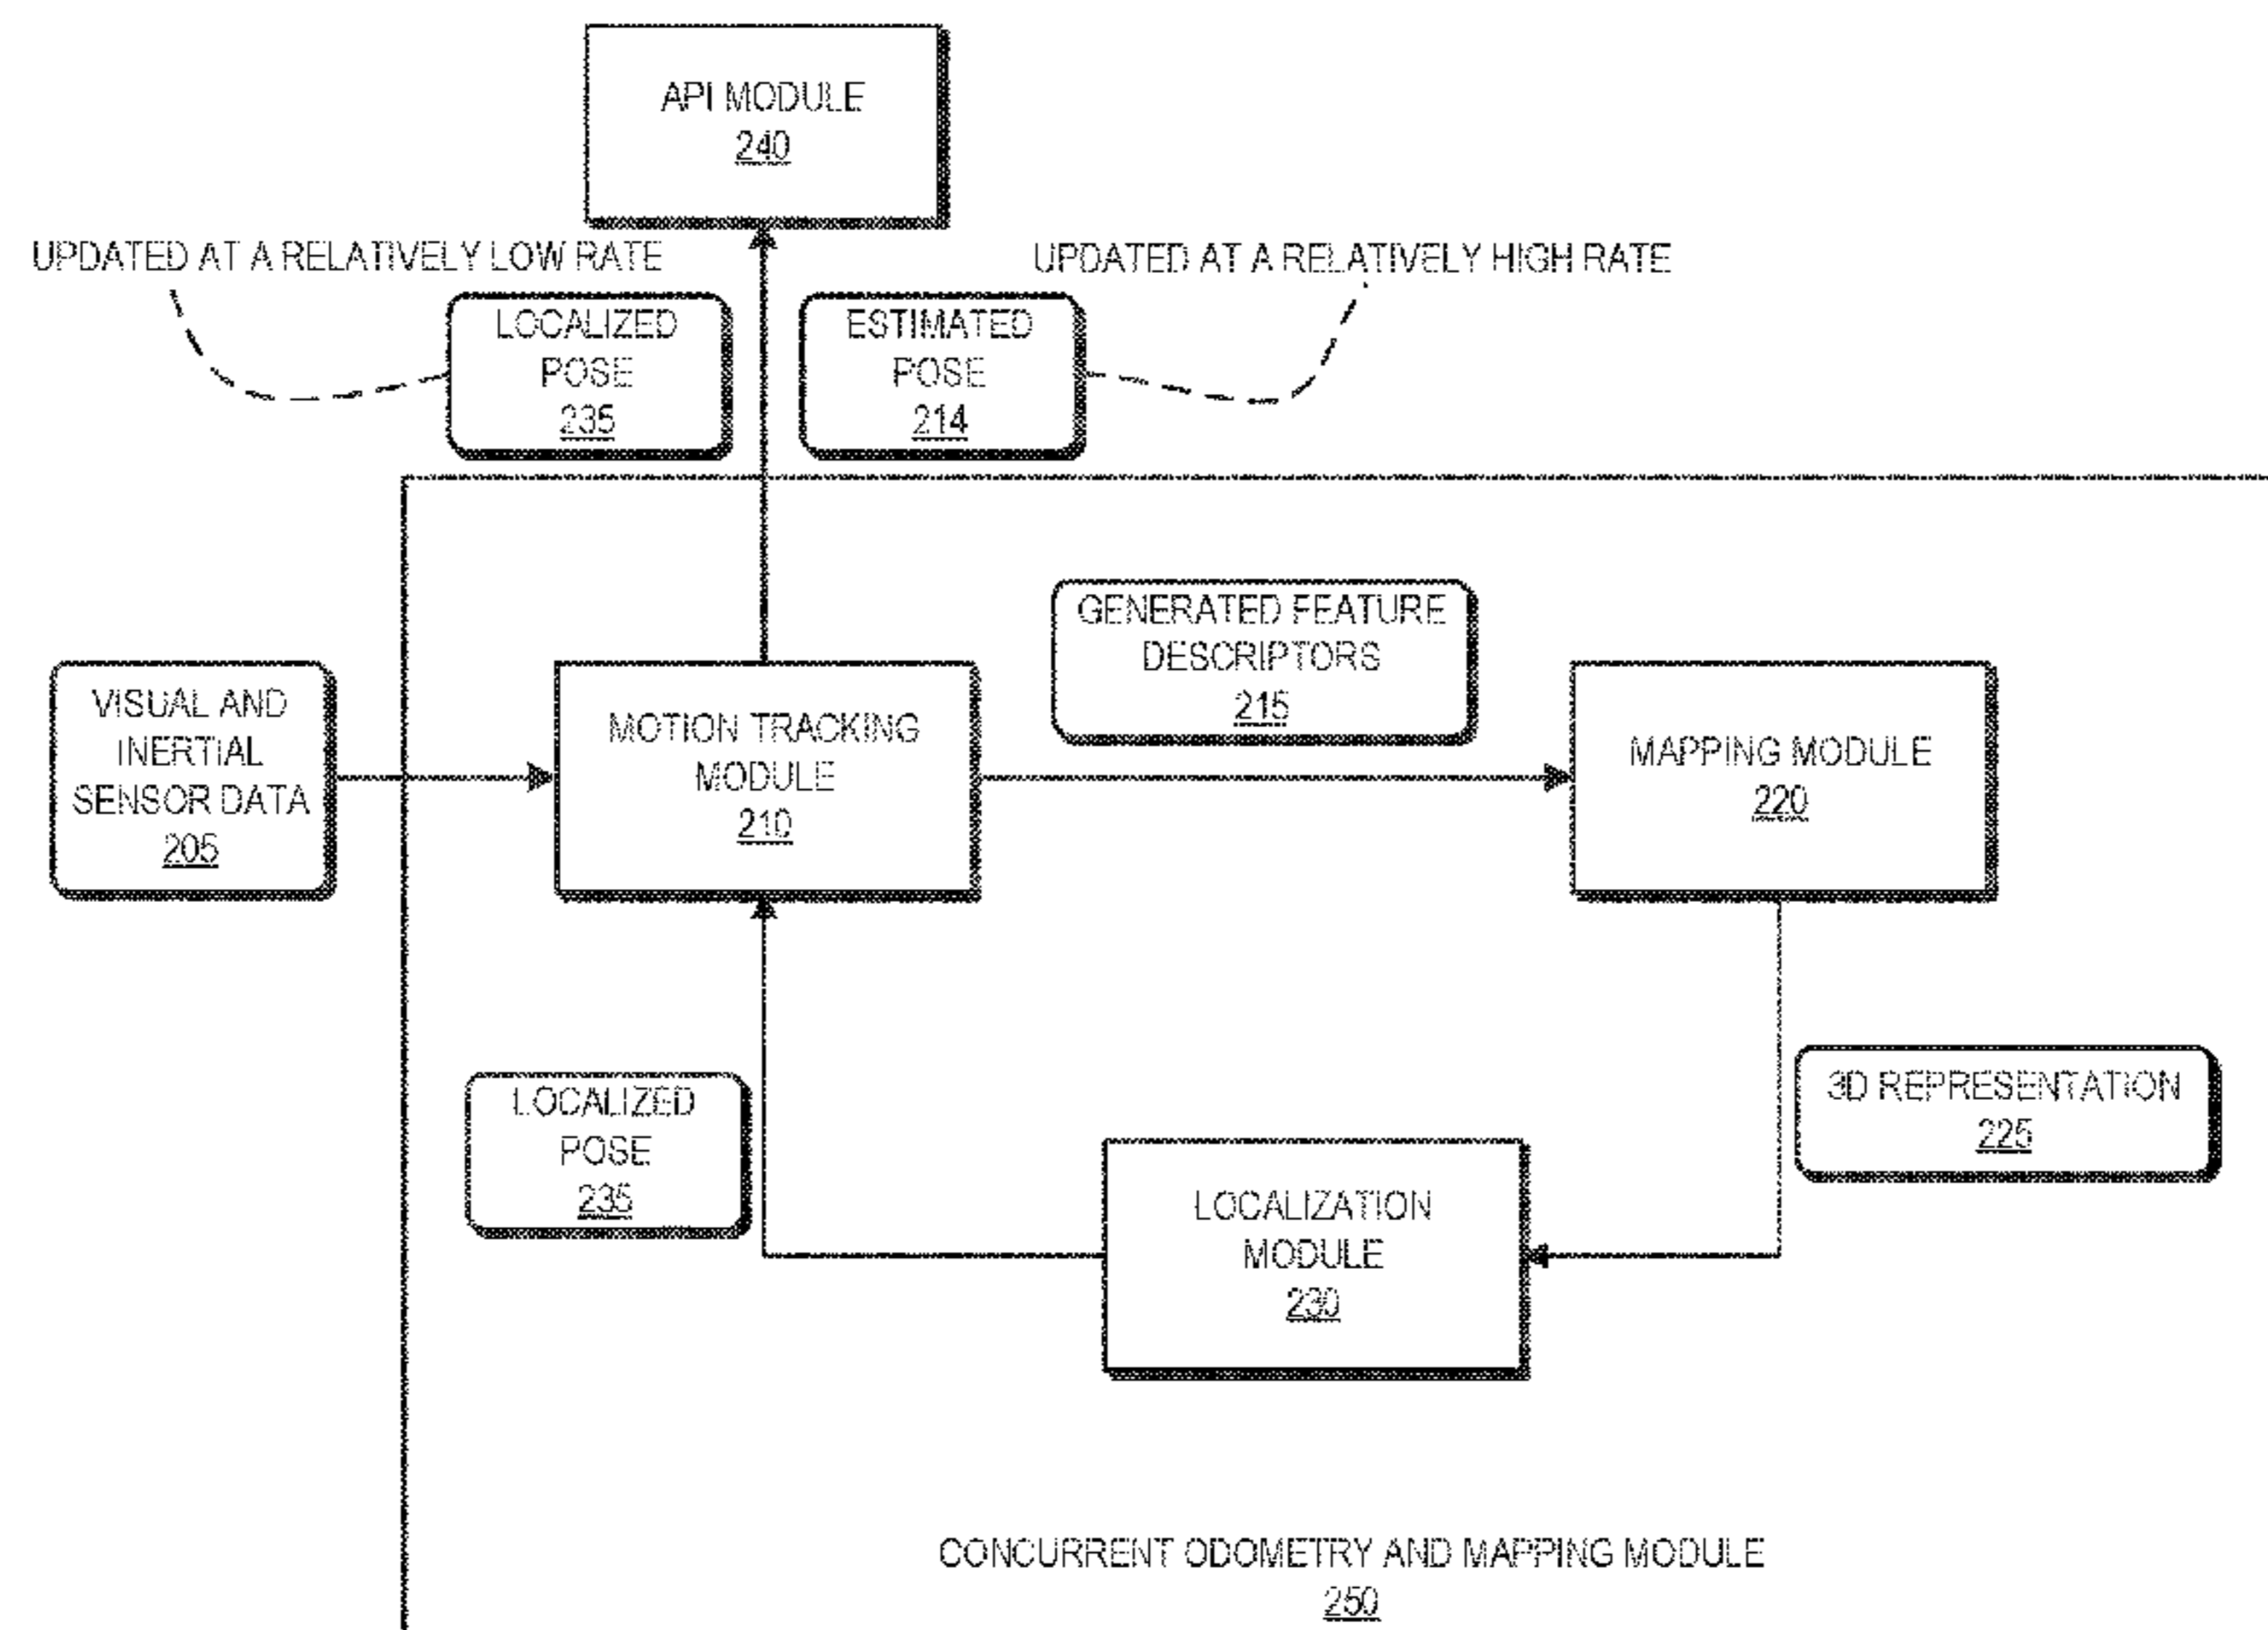 API MODULE
240
UPDATED AT A RELATIVELY LOW RATE
UPDATED AT A RELATIVELY HIGH RATE
LOCALIZED
POSE
235
ESTIMATED
POSE
214
GENERATED FEATURE
DESCRIPTORS
215
VISUAL AND
INERTIAL
SENSOR DATA
205
MOTION TRACKING
MODULE
210
MAPPING MODULE
220
LOCALIZED
POSE
235
3D REPRESENTATION
225
LOCALIZATION
MODULE
230
CONCURRENT ODOMETRY AND MAPPING MODULE
250